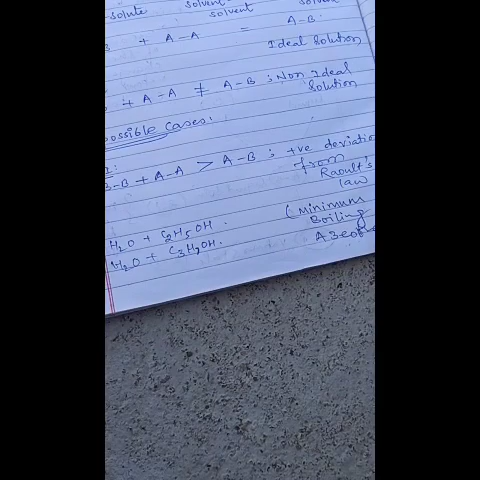 solute solvent solvent
B + A-A = A-B.
Ideal Solution
+ A-A ≠ A-B ; Non Ideal
Solution
possible Cases:
B-B + A-A > A-B ; +ve deviation
from
Raoult's
law
H2O + C2H5OH.
H2O + C3H7OH.
(Minimum
Boiling